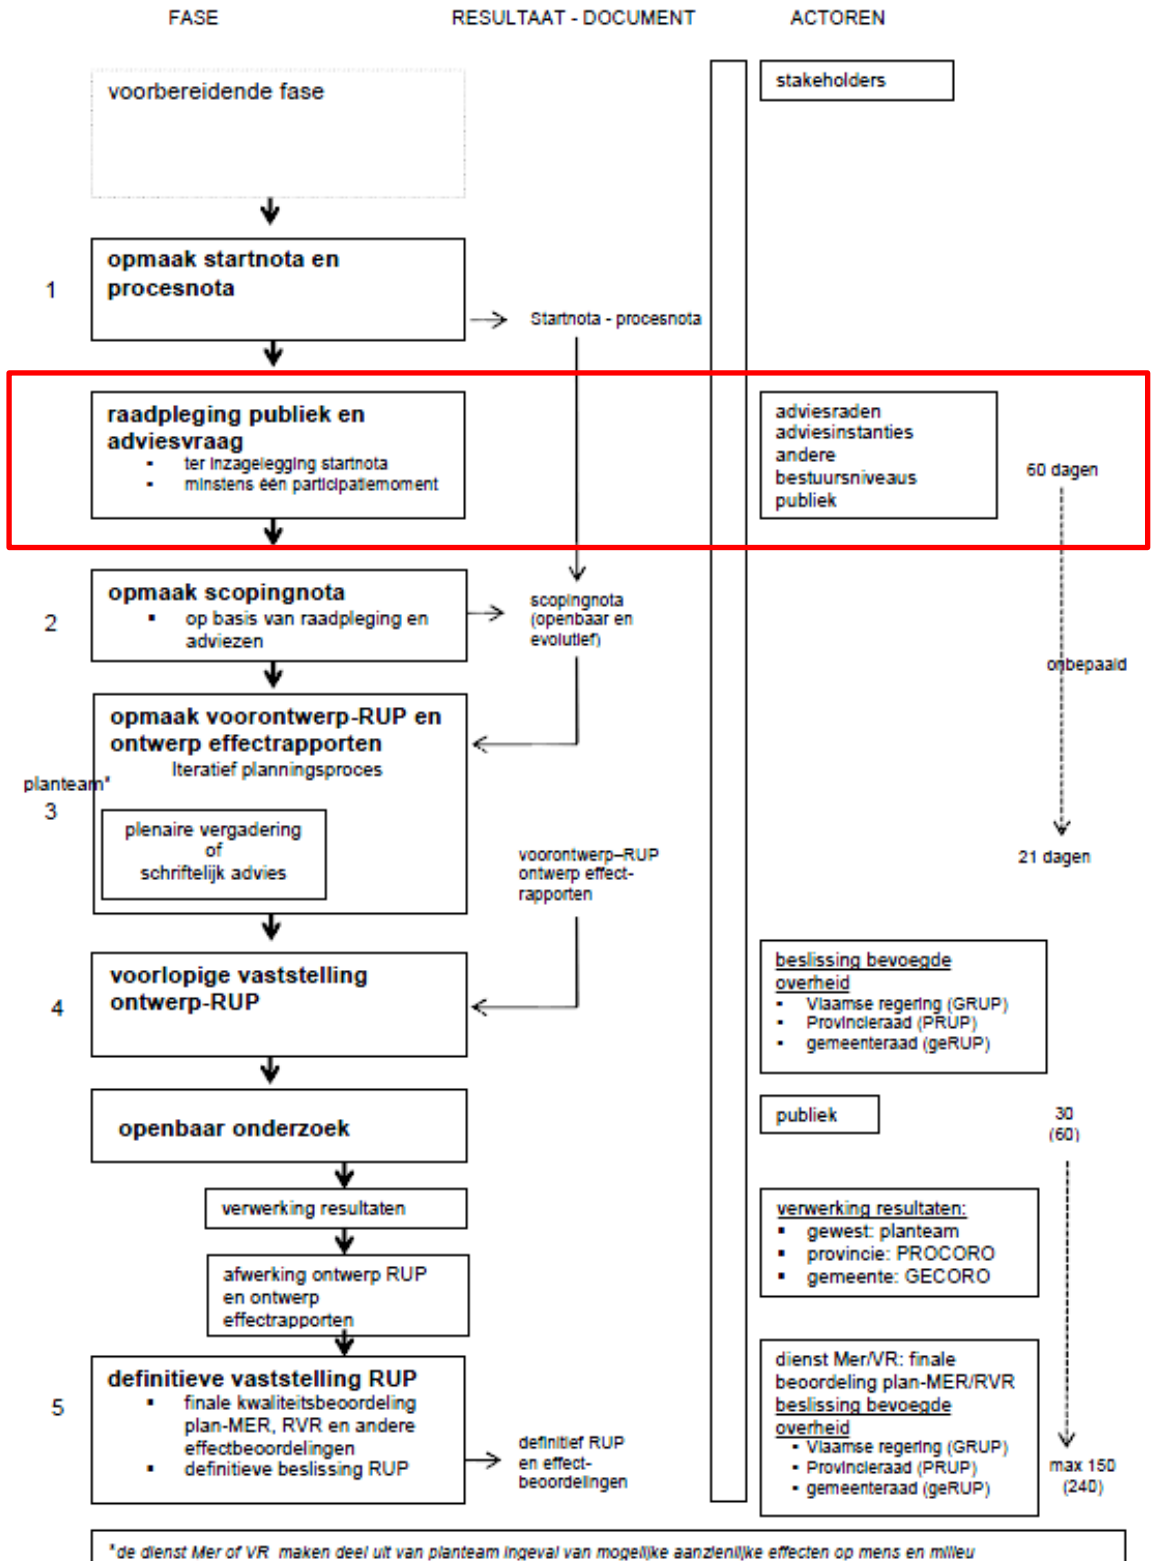 FASE
RESULTAAT - DOCUMENT
ACTOREN
voorbereidende fase
stakeholders
1
opmaak startnota en
procesnota
Startnota - procesnota
raadpleging publiek en
adviesvraag
▪ ter inzagelegging startnota
▪ minstens één participatiemoment
adviesraden
adviesinstanties
andere
bestuursniveaus
publiek
60 dagen
2
opmaak scopingnota
▪ op basis van raadpleging en
adviezen
scopingnota
(openbaar en
evolutief)
onbepaald
opmaak voorontwerp-RUP en
ontwerp effectrapporten
Iteratief planningsproces
planteam*
3
plenaire vergadering
of
schriftelijk advies
voorontwerp–RUP
ontwerp effect-
rapporten
21 dagen
4
voorlopige vaststelling
ontwerp-RUP
beslissing bevoegde
overheid
▪ Vlaamse regering (GRUP)
▪ Provincieraad (PRUP)
▪ gemeenteraad (geRUP)
openbaar onderzoek
publiek
30
(60)
verwerking resultaten
verwerking resultaten:
▪ gewest: planteam
▪ provincie: PROCORO
▪ gemeente: GECORO
afwerking ontwerp RUP
en ontwerp
effectrapporten
5
definitieve vaststelling RUP
▪ finale kwaliteitsbeoordeling
plan-MER, RVR en andere
effectbeoordelingen
▪ definitieve beslissing RUP
definitief RUP
en effect-
beoordelingen
dienst Mer/VR: finale
beoordeling plan-MER/RVR
beslissing bevoegde
overheid
▪ Vlaamse regering (GRUP)
▪ Provincieraad (PRUP)
▪ gemeenteraad (geRUP)
max 150
(240)
*de dienst Mer of VR maken deel uit van planteam ingeval van mogelijke aanzienlijke effecten op mens en milieu